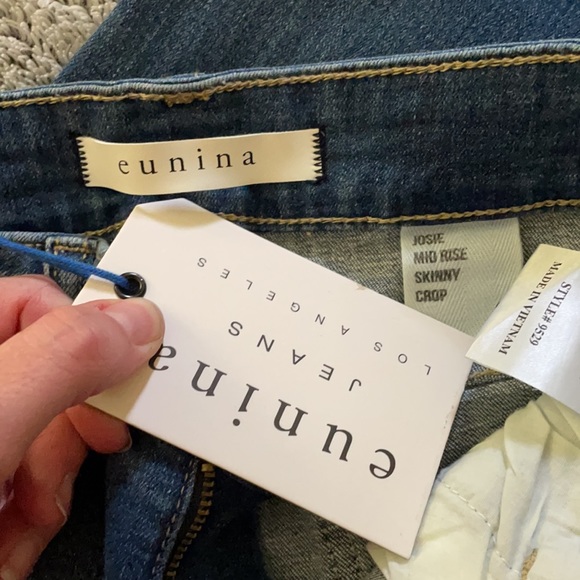 eunina
JOSIE
MID RISE
SKINNY
CROP
STYLE# 9529
MADE IN VIETNAM
eunina
JEANS
LOS ANGELES